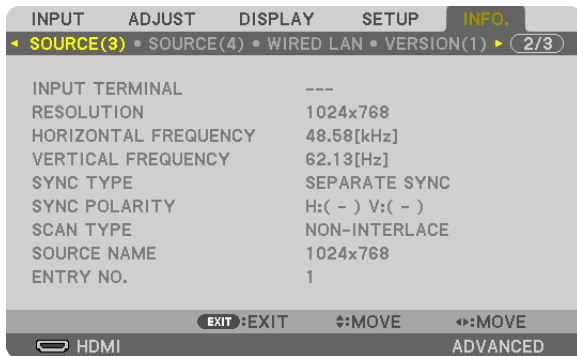 INPUT ADJUST DISPLAY SETUP INFO.
SOURCE(3) • SOURCE(4) • WIRED LAN • VERSION(1) 2/3
INPUT TERMINAL ---
RESOLUTION 1024x768
HORIZONTAL FREQUENCY 48.58[kHz]
VERTICAL FREQUENCY 62.13[Hz]
SYNC TYPE SEPARATE SYNC
SYNC POLARITY H:( - ) V:( - )
SCAN TYPE NON-INTERLACE
SOURCE NAME 1024x768
ENTRY NO. 1
EXIT:EXIT :MOVE :MOVE
HDMI ADVANCED